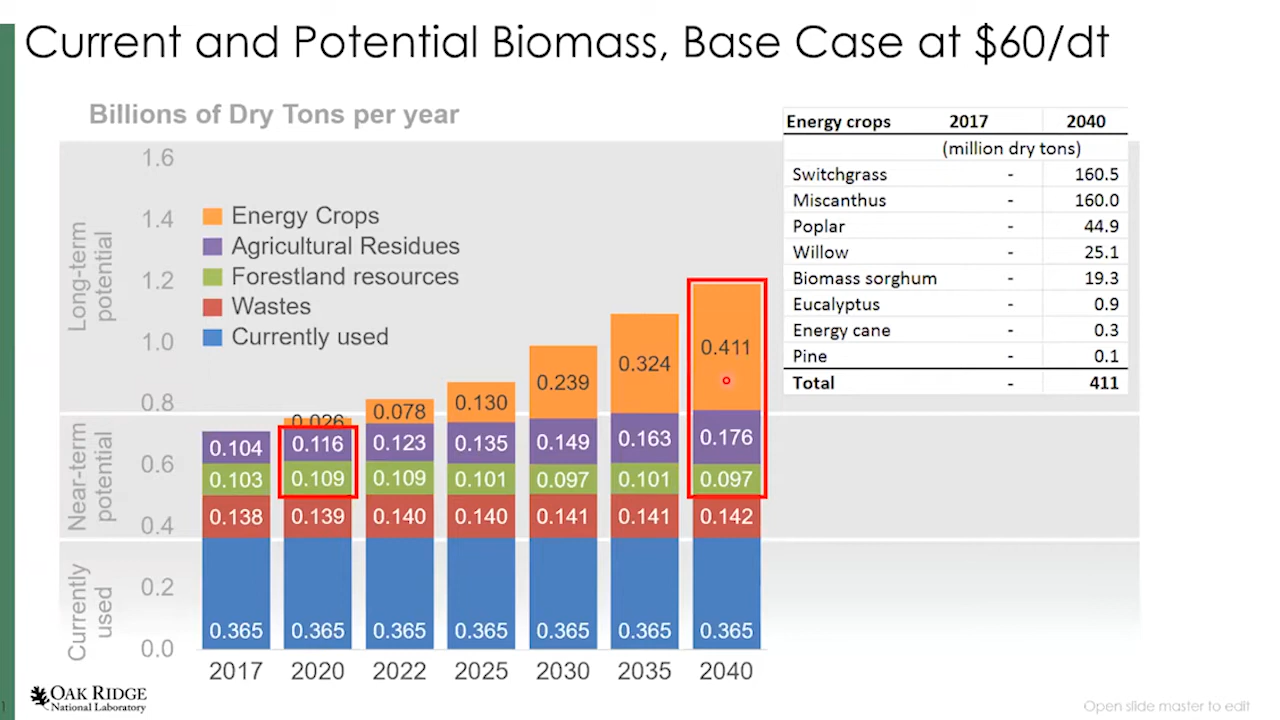 Current and Potential Biomass, Base Case at $60/dt
Billions of Dry Tons per year
Long-term potential
Near-term potential
Currently used
1.6
1.4
1.2
1.0
0.8
0.6
0.4
0.2
0.0
Energy Crops
Agricultural Residues
Forestland resources
Wastes
Currently used
0.026 0.078 0.130 0.239 0.324 0.411
0.104 0.116 0.123 0.135 0.149 0.163 0.176
0.103 0.109 0.109 0.101 0.097 0.101 0.097
0.138 0.139 0.140 0.140 0.141 0.141 0.142
0.365 0.365 0.365 0.365 0.365 0.365 0.365
2017 2020 2022 2025 2030 2035 2040
Energy crops 2017 2040
(million dry tons)
Switchgrass - 160.5
Miscanthus - 160.0
Poplar - 44.9
Willow - 25.1
Biomass sorghum - 19.3
Eucalyptus - 0.9
Energy cane - 0.3
Pine - 0.1
Total - 411
1
OAK RIDGE
National Laboratory
Open slide master to edit